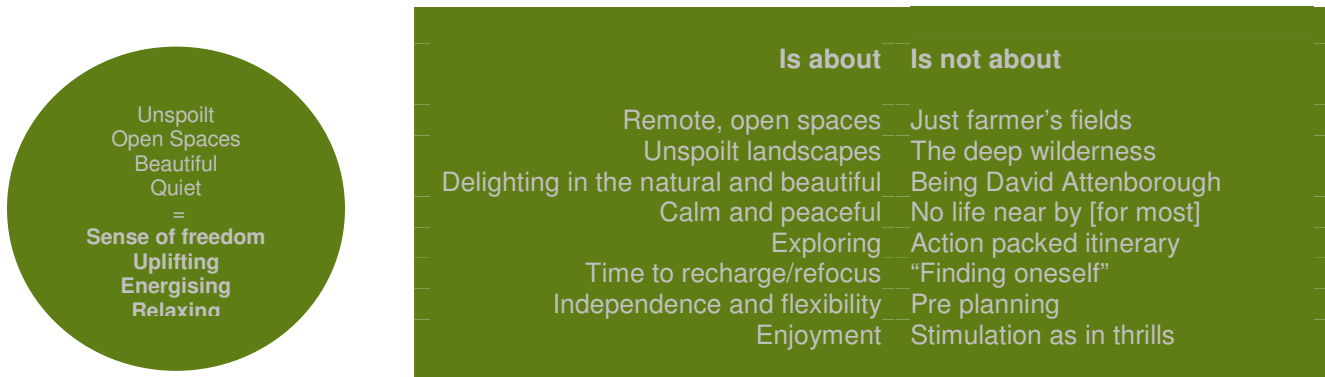 Unspoilt
Open Spaces
Beautiful
Quiet
=
Sense of freedom
Uplifting
Energising
Relaxing
Is about Is not about
Remote, open spaces Just farmer’s fields
Unspoilt landscapes The deep wilderness
Delighting in the natural and beautiful Being David Attenborough
Calm and peaceful No life near by [for most]
Exploring Action packed itinerary
Time to recharge/refocus “Finding oneself”
Independence and flexibility Pre planning
Enjoyment Stimulation as in thrills